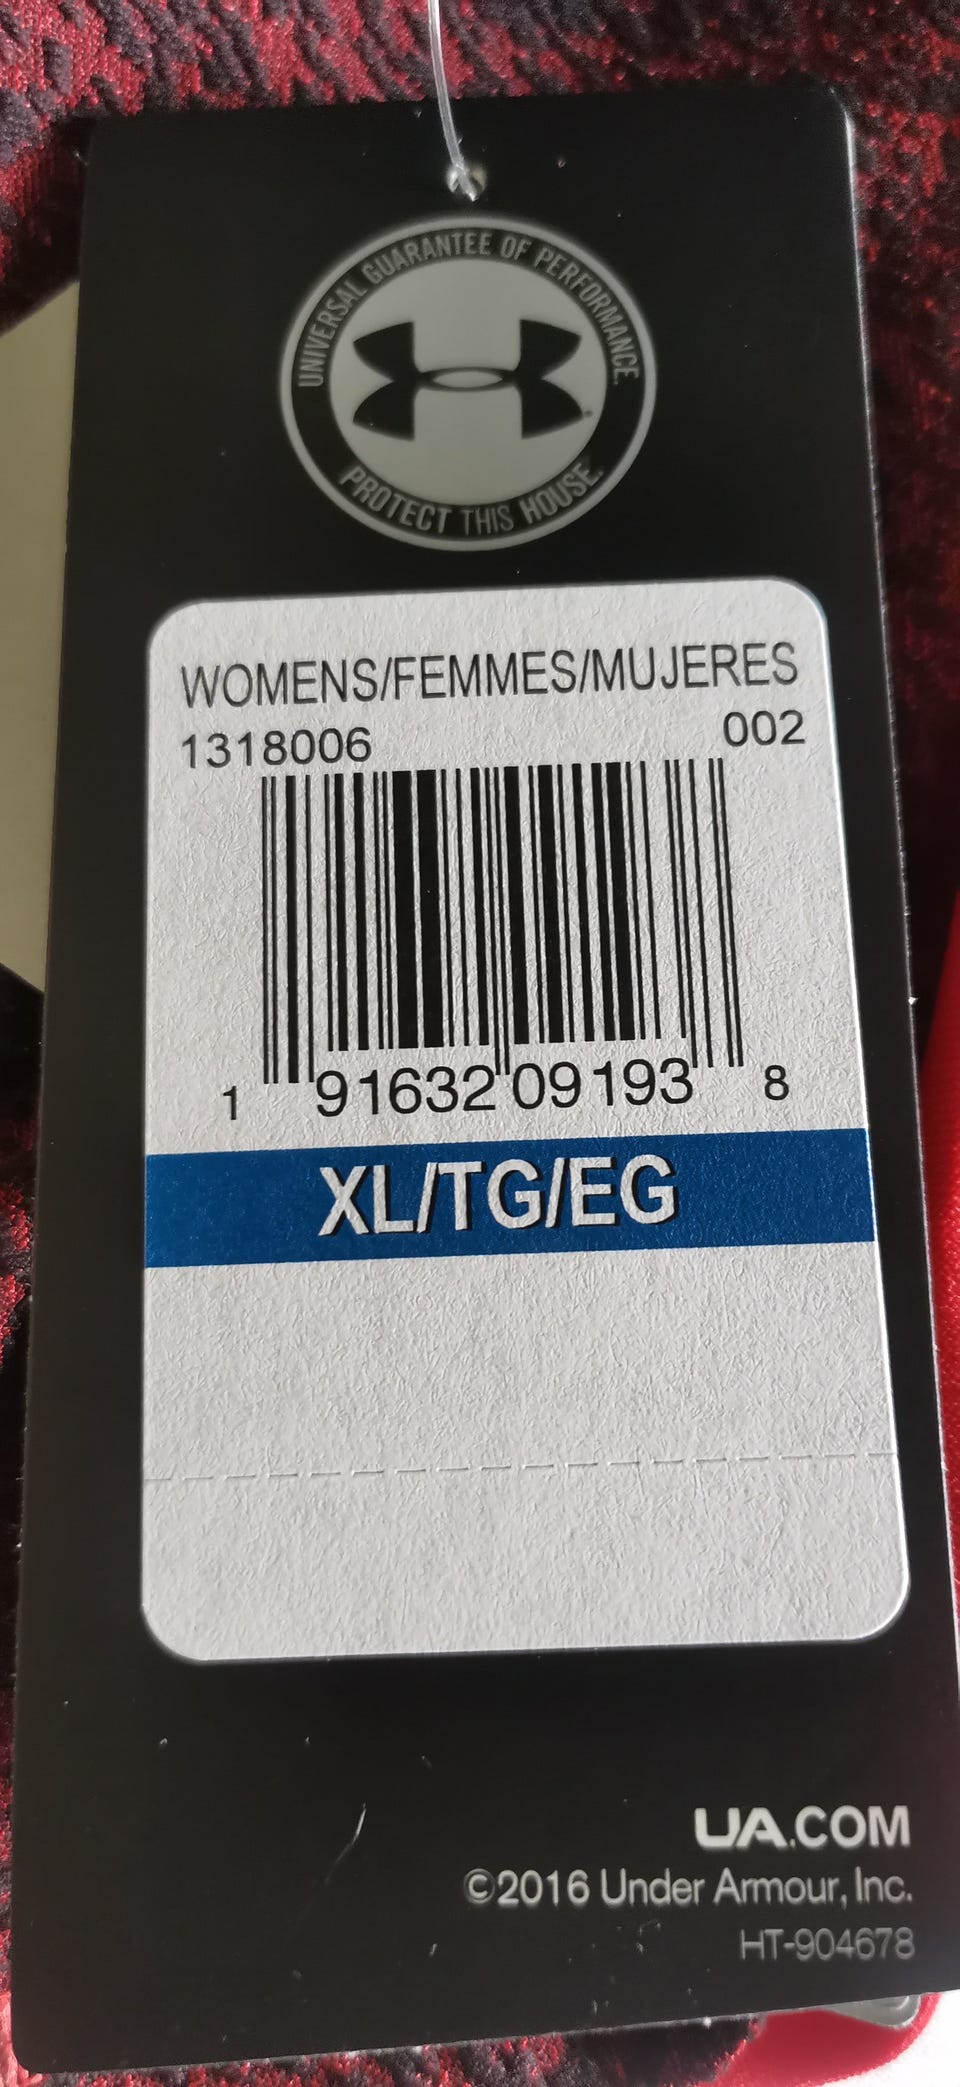 UNIVERSAL GUARANTEE OF PERFORMANCE.
PROTECT THIS HOUSE.
WOMENS/FEMMES/MUJERES
1318006 002
1 91632 09193 8
XL/TG/EG
UA.COM
©2016 Under Armour, Inc.
HT-904678